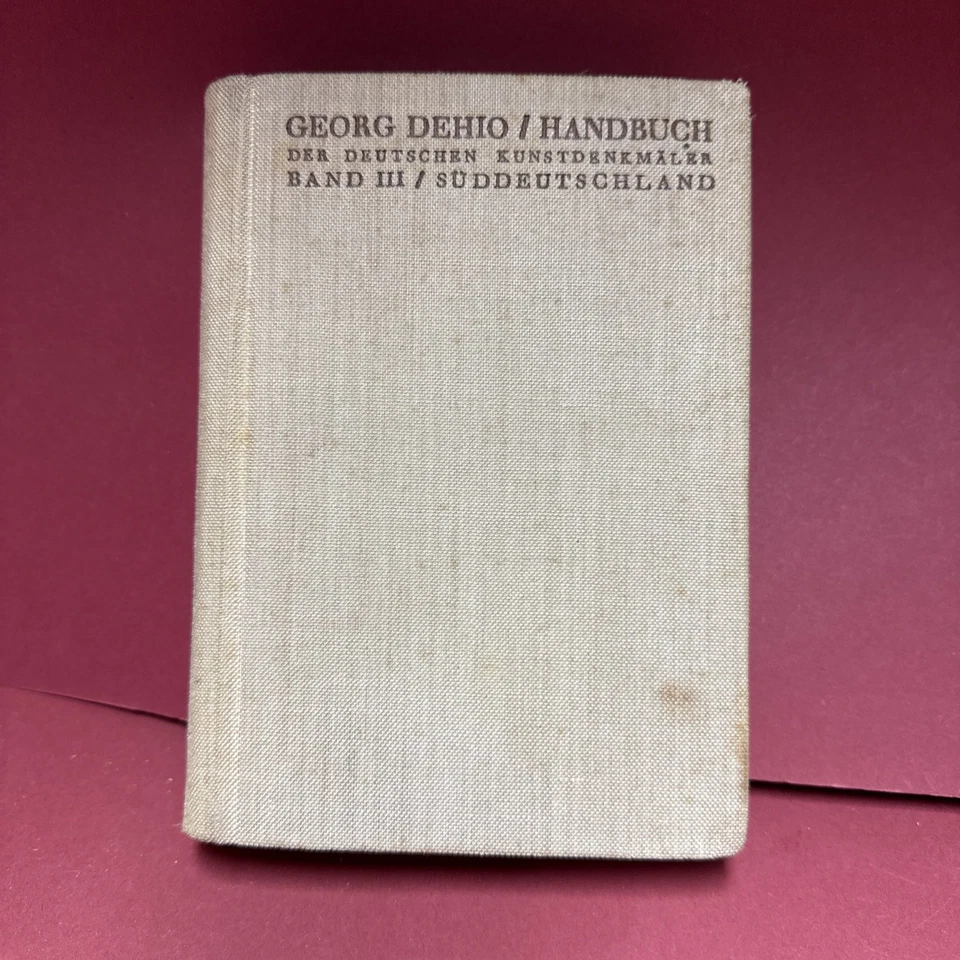 GEORG DEHIO / HANDBUCH
DER DEUTSCHEN KUNSTDENKMÄLER
BAND III / SÜDDEUTSCHLAND